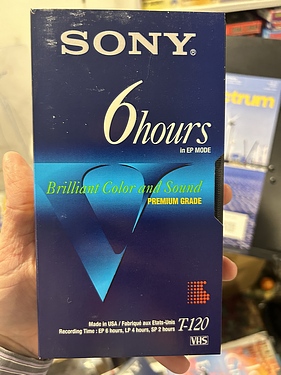 SONY®
6hours
in EP MODE
Brilliant Color and Sound
PREMIUM GRADE
Made in USA / Fabriqué aux Etats-Unis
Recording Time : EP 6 hours, LP 4 hours, SP 2 hours
T-120
VHS